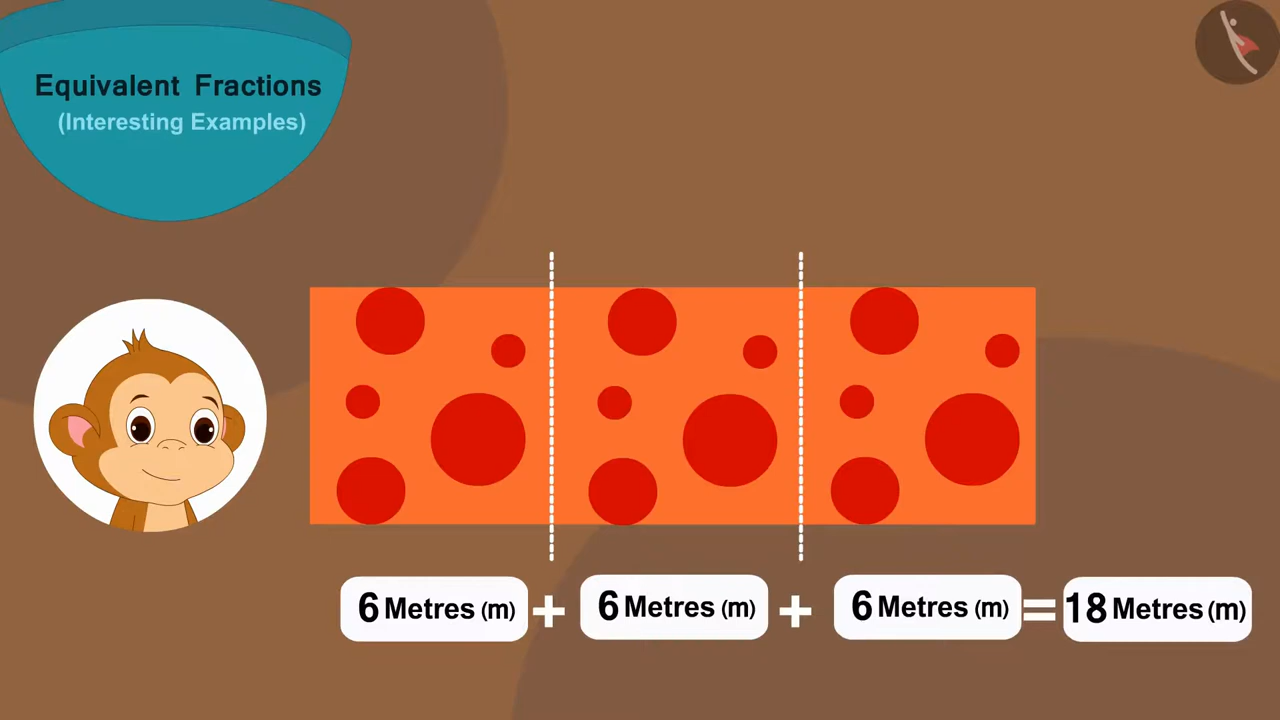 Equivalent Fractions
(Interesting Examples)
6 Metres (m) + 6 Metres (m) + 6 Metres (m) = 18 Metres (m)